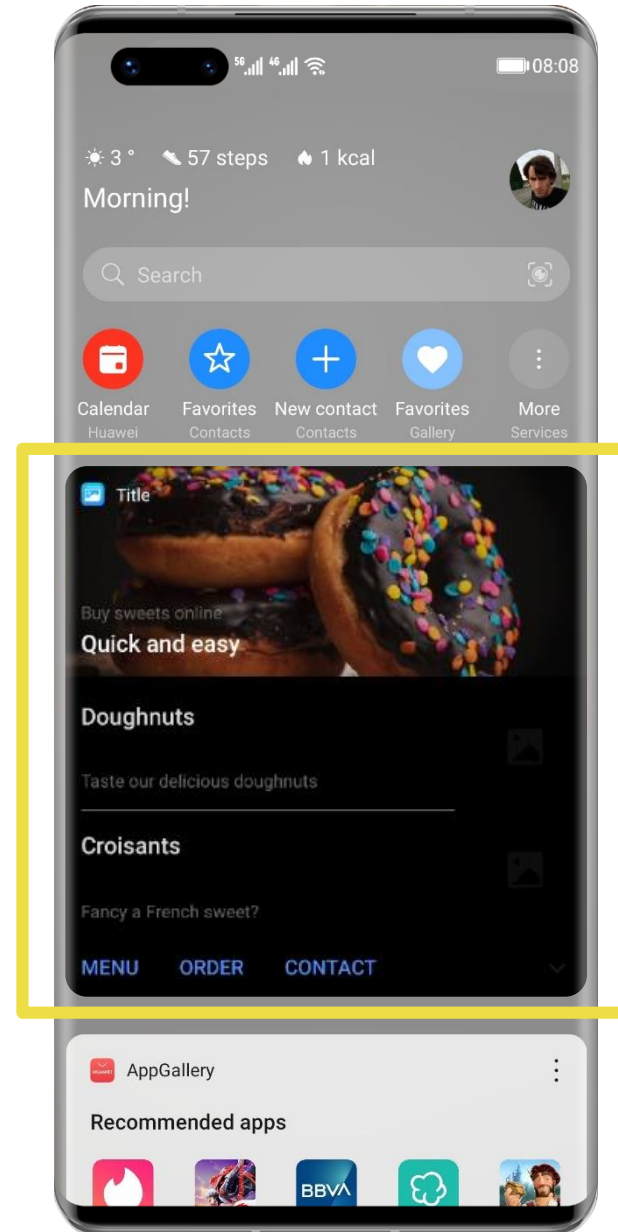 5G 4G 08:08
3° 57 steps 1 kcal
Morning!
Search
Calendar Favorites New contact Favorites More
Huawei Contacts Contacts Gallery Services
Title
Buy sweets online
Quick and easy
Doughnuts
Taste our delicious doughnuts
Croisants
Fancy a French sweet?
MENU ORDER CONTACT
HUAWEI AppGallery
Recommended apps
BBVA